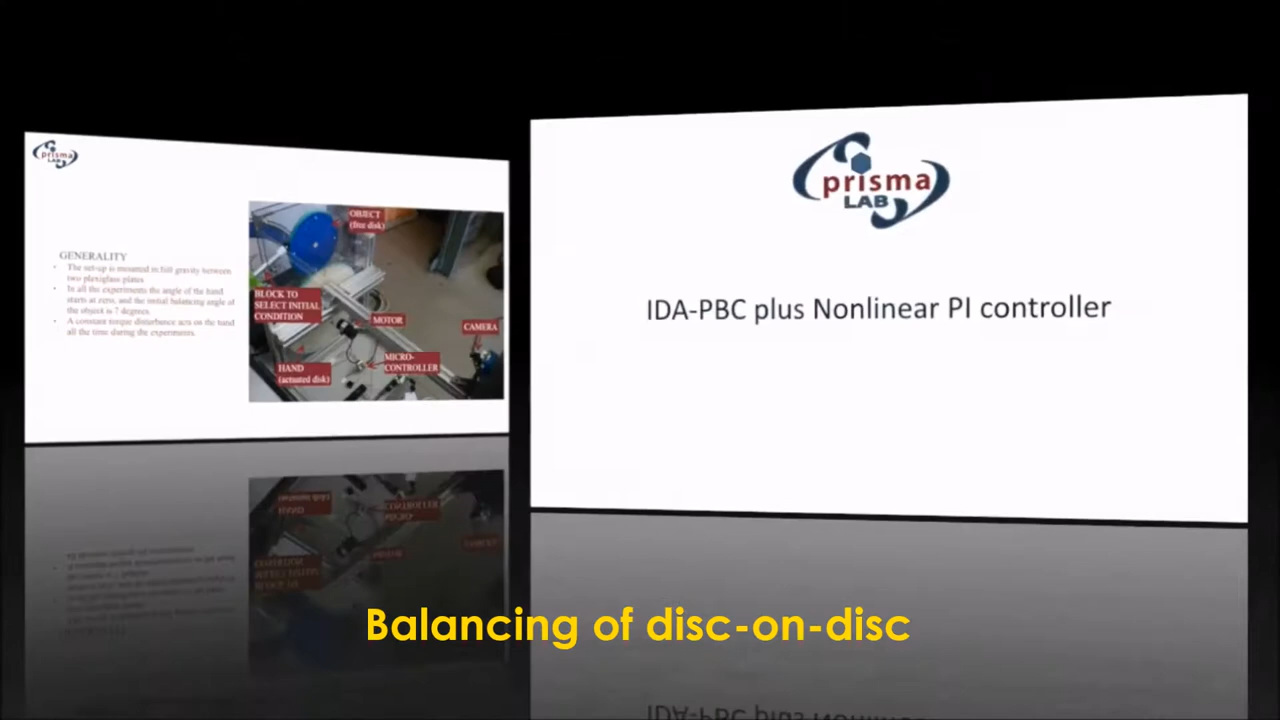 prisma
LAB
GENERALITY
• The set-up is mounted in full gravity between
two plexiglass plates
• In all the experiments the angle of the hand
starts at zero, and the initial balancing angle of
the object is 7 degrees.
• A constant torque disturbance acts on the hand
all the time during the experiments.
OBJECT
(free disk)
BLOCK TO
SELECT INITIAL
CONDITION
MOTOR
CAMERA
MICRO-
CONTROLLER
HAND
(actuated disk)
prisma
LAB
IDA-PBC plus Nonlinear PI controller
Balancing of disc-on-disc